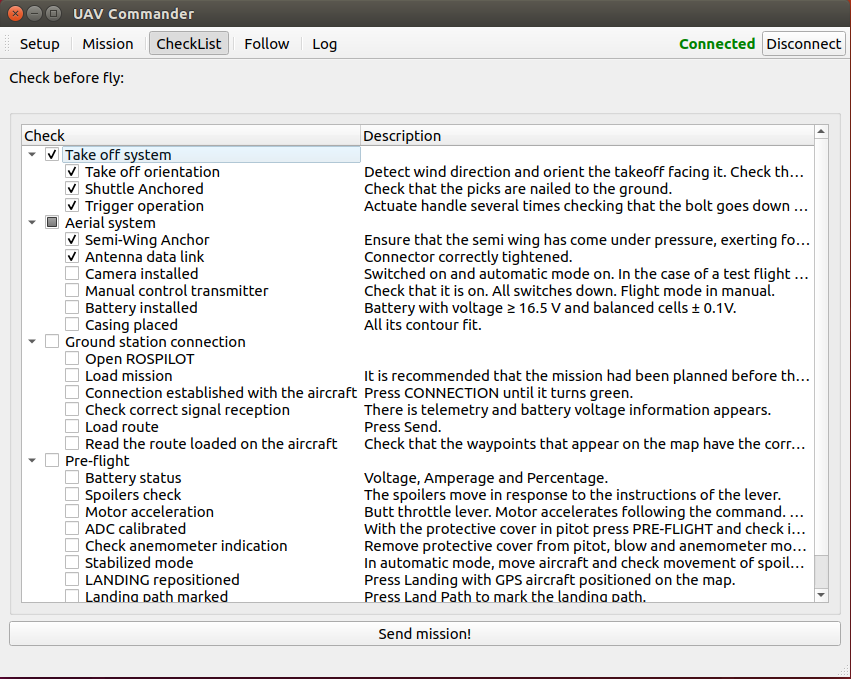 UAV Commander
Setup Mission CheckList Follow Log Connected Disconnect
Check before fly:
Check Description
Take off system
Take off orientation Detect wind direction and orient the takeoff facing it. Check th...
Shuttle Anchored Check that the picks are nailed to the ground.
Trigger operation Actuate handle several times checking that the bolt goes down ...
Aerial system
Semi-Wing Anchor Ensure that the semi wing has come under pressure, exerting fo...
Antenna data link Connector correctly tightened.
Camera installed Switched on and automatic mode on. In the case of a test flight ...
Manual control transmitter Check that it is on. All switches down. Flight mode in manual.
Battery installed Battery with voltage ≥ 16.5 V and balanced cells ± 0.1V.
Casing placed All its contour fit.
Ground station connection
Open ROSPILOT
Load mission It is recommended that the mission had been planned before th...
Connection established with the aircraft Press CONNECTION until it turns green.
Check correct signal reception There is telemetry and battery voltage information appears.
Load route Press Send.
Read the route loaded on the aircraft Check that the waypoints that appear on the map have the corr...
Pre-flight
Battery status Voltage, Amperage and Percentage.
Spoilers check The spoilers move in response to the instructions of the lever.
Motor acceleration Butt throttle lever. Motor accelerates following the command. ...
ADC calibrated With the protective cover in pitot press PRE-FLIGHT and check i...
Check anemometer indication Remove protective cover from pitot, blow and anemometer mo...
Stabilized mode In automatic mode, move aircraft and check movement of spoil...
LANDING repositioned Press Landing with GPS aircraft positioned on the map.
Landing path marked Press Land Path to mark the landing path.
Send mission!